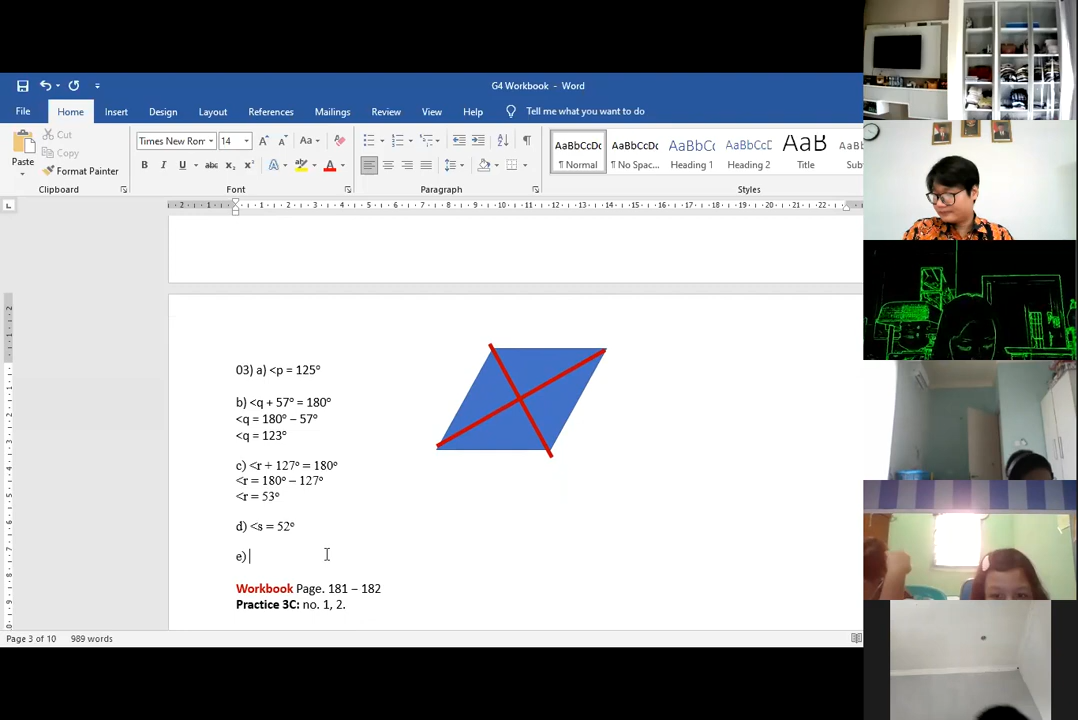 G4 Workbook - Word
File Home Insert Design Layout References Mailings Review View Help Tell me what you want to do
Paste Cut Copy Format Painter
Clipboard
Times New Rom 14
Font
Paragraph
AaBbCcDc ¶ Normal
AaBbCcDc ¶ No Spac...
AaBbCc Heading 1
AaBbCcD Heading 2
AaB Title
AaBbCcD
Styles
03) a) <p = 125°
b) <q + 57° = 180°
<q = 180° – 57°
<q = 123°
c) <r + 127° = 180°
<r = 180° – 127°
<r = 53°
d) <s = 52°
e)
Workbook Page. 181 – 182
Practice 3C: no. 1, 2.
Page 3 of 10 989 words